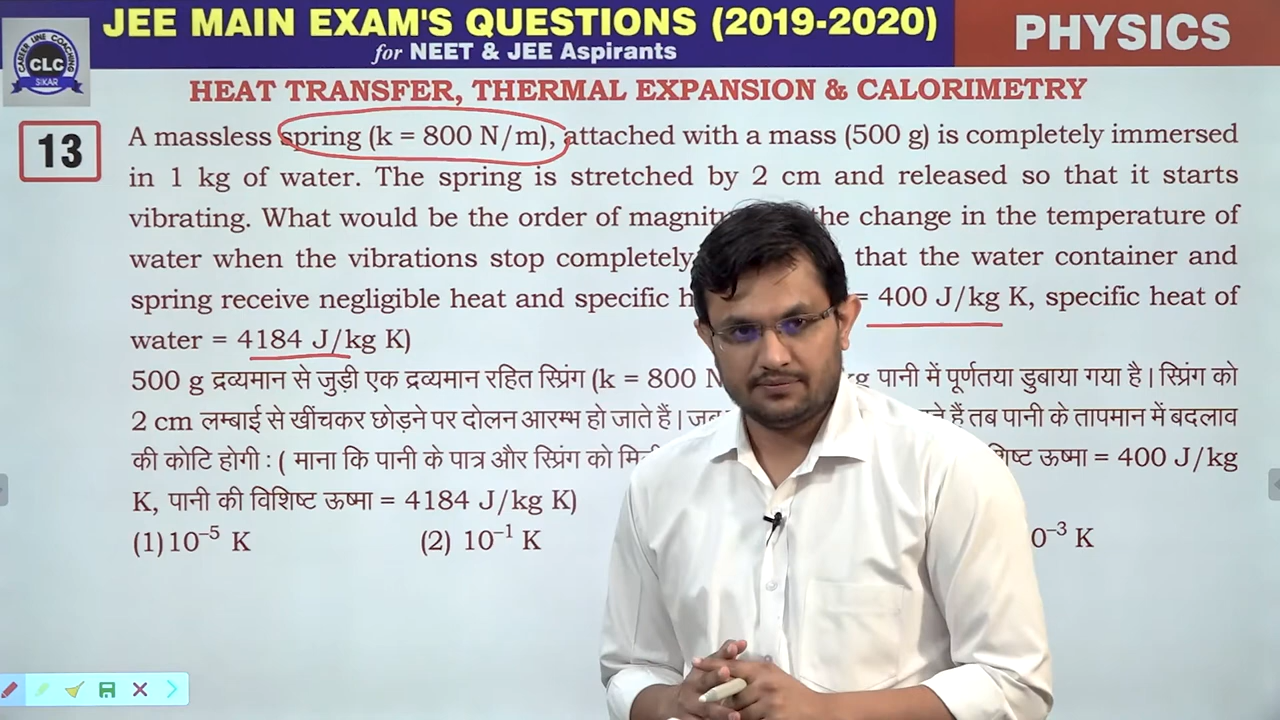 JEE MAIN EXAM'S QUESTIONS (2019-2020)
for NEET & JEE Aspirants
PHYSICS
CAREER LINE COACHING
CLC
SIKAR
HEAT TRANSFER, THERMAL EXPANSION & CALORIMETRY
13
A massless spring (k = 800 N/m), attached with a mass (500 g) is completely immersed
in 1 kg of water. The spring is stretched by 2 cm and released so that it starts
vibrating. What would be the order of the change in the temperature of
water when the vibrations stop completely that the water container and
spring receive negligible heat and specific = 400 J/kg K, specific heat of
water = 4184 J/kg K)
500 g द्रव्यमान से जुड़ी एक द्रव्यमान रहित स्प्रिंग (k = 800 पानी में पूर्णतया डुबाया गया है। स्प्रिंग को
2 cm लम्बाई से खींचकर छोड़ने पर दोलन आरम्भ हो जाते हैं। हैं तब पानी के तापमान में बदलाव
की कोटि होगी : ( माना कि पानी के पात्र और स्प्रिंग को ऊष्मा = 400 J/kg
K, पानी की विशिष्ट ऊष्मा = 4184 J/kg K)
(1) 10⁻⁵ K (2) 10⁻¹ K 0⁻³ K